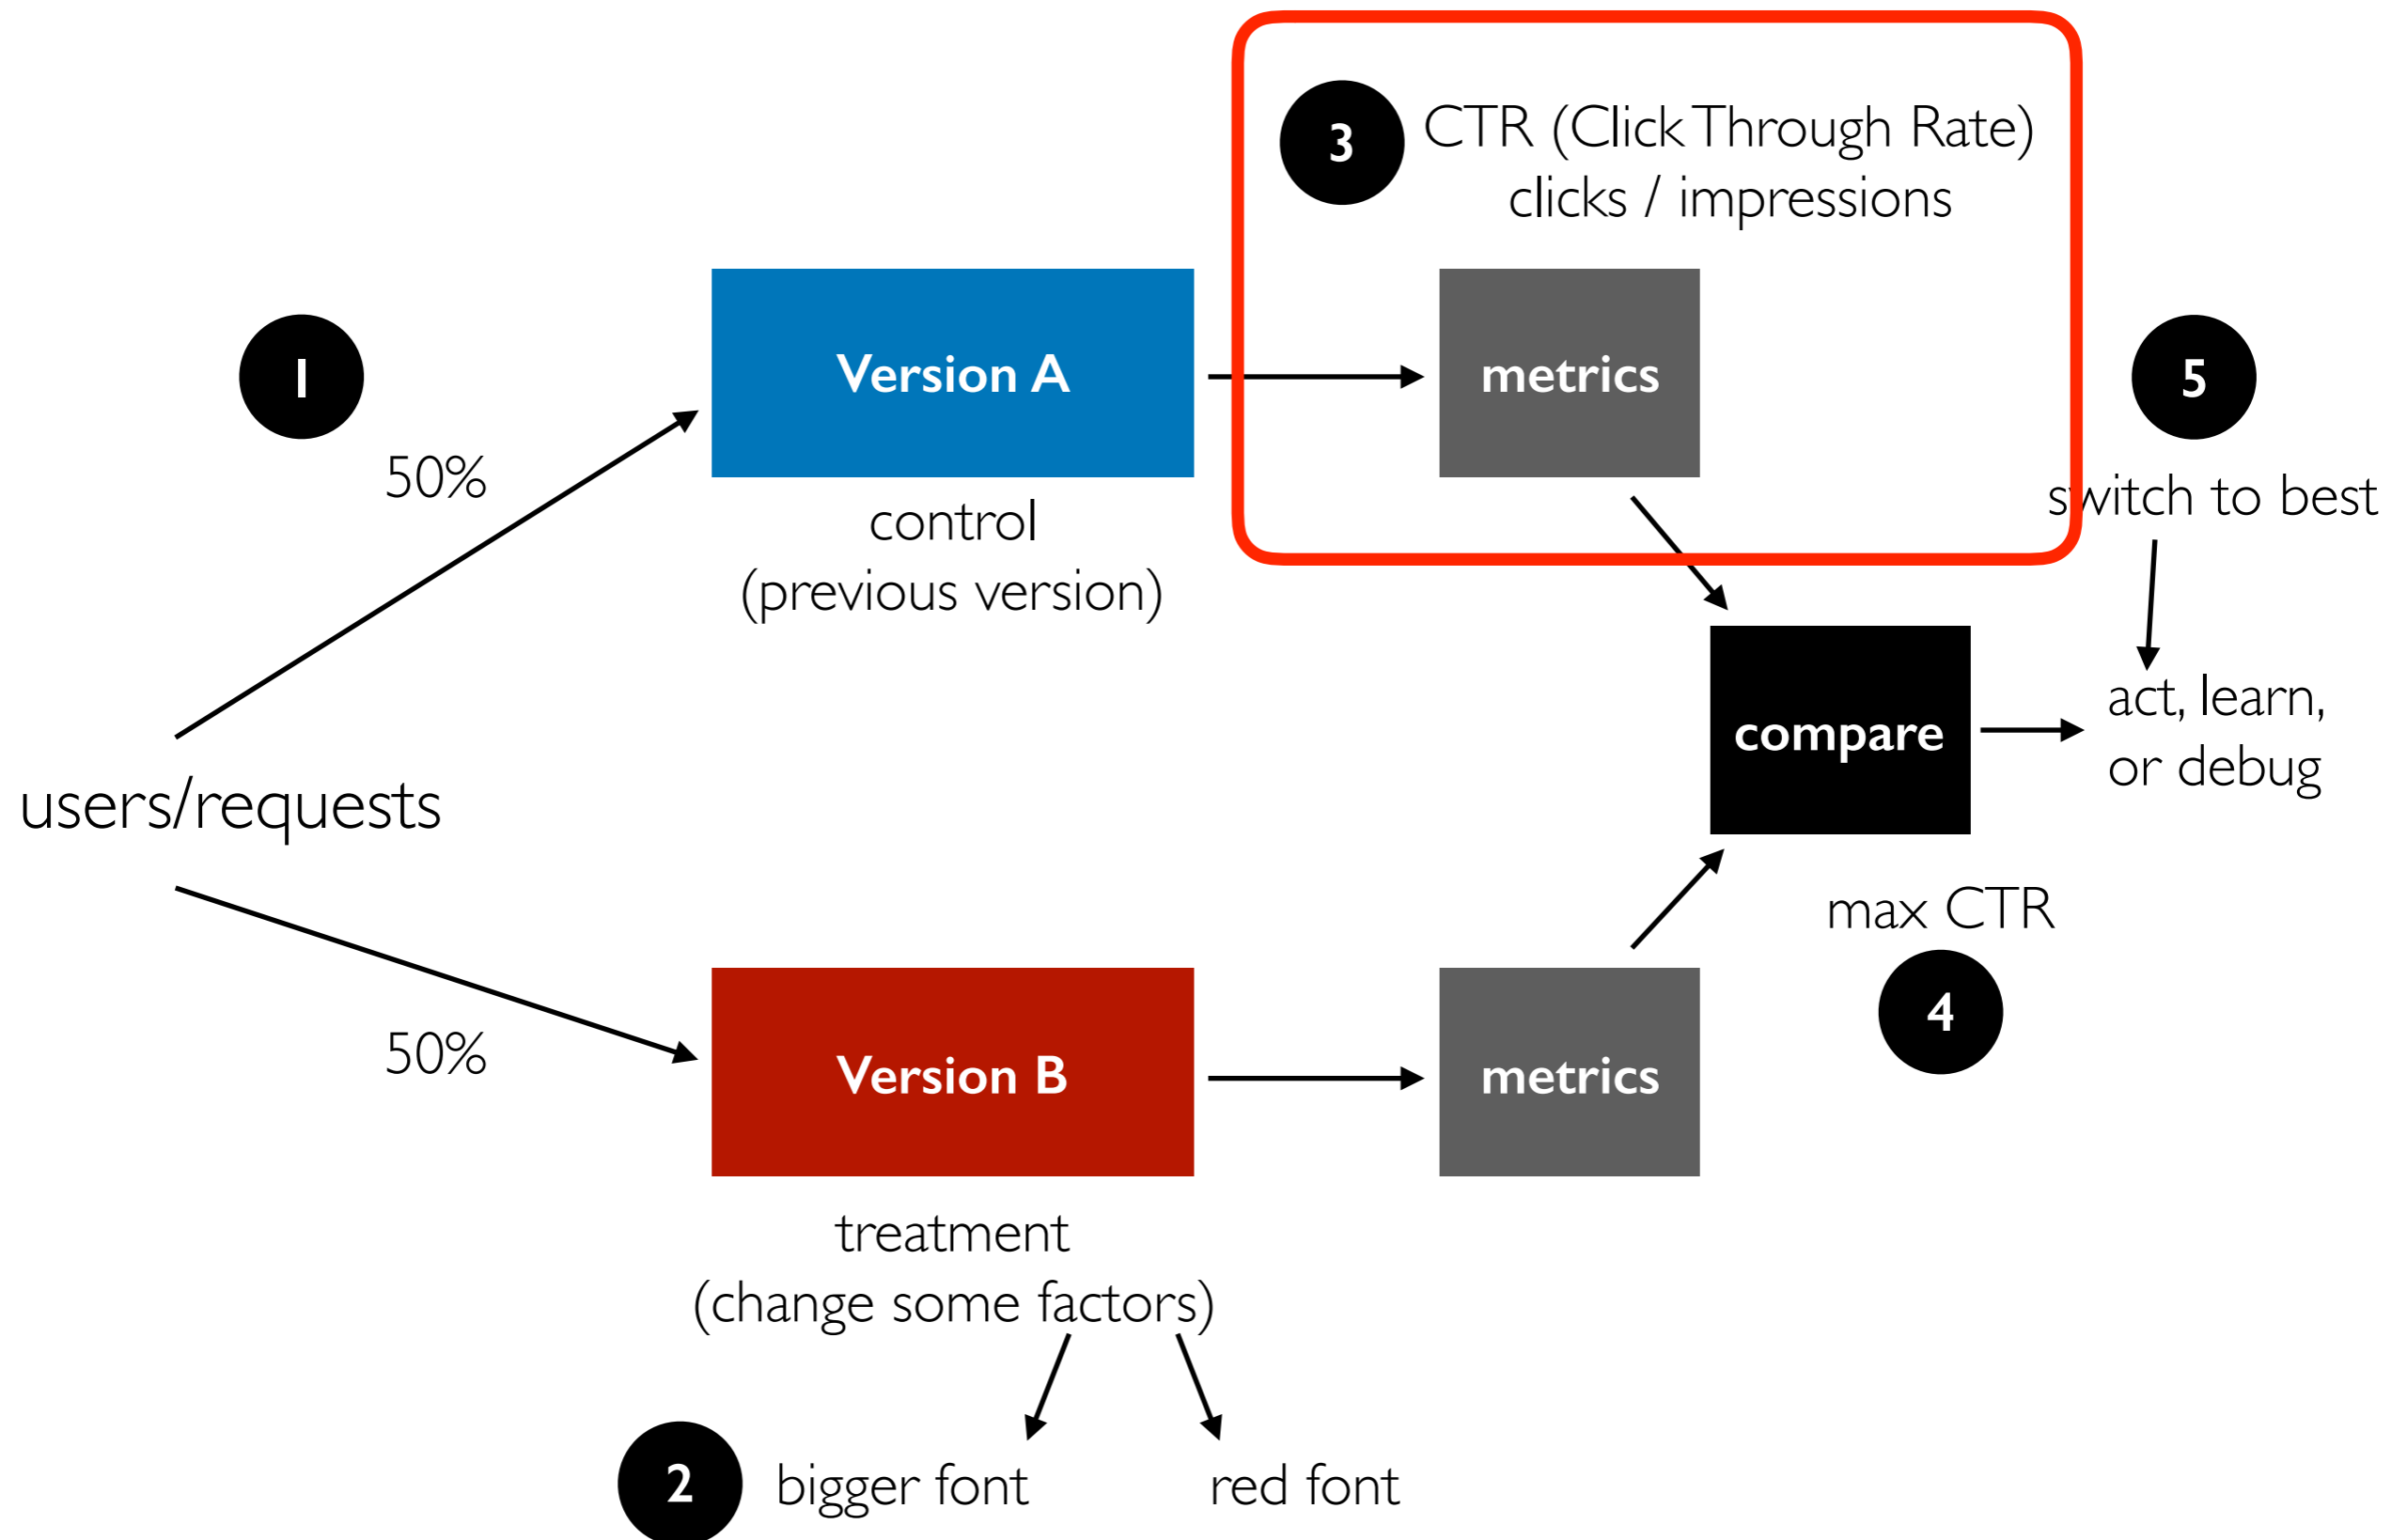 3
CTR (Click Through Rate)
clicks / impressions
1
50%
Version A
metrics
5
switch to best
control
(previous version)
users/requests
compare
act, learn,
or debug
max CTR
4
50%
Version B
metrics
treatment
(change some factors)
2
bigger font
red font